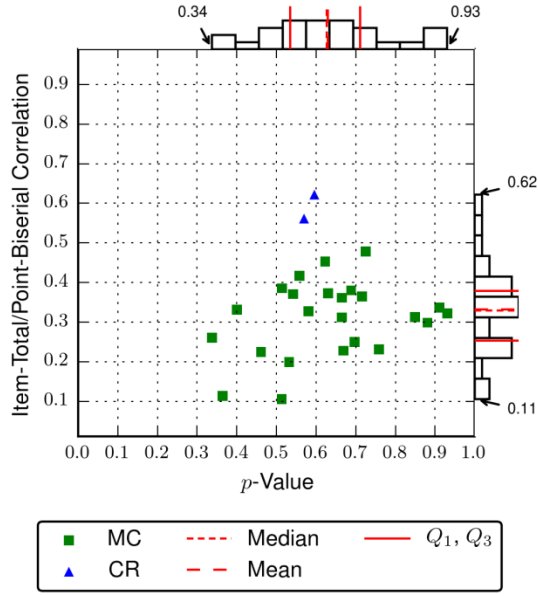 0.34
0.93
Item-Total/Point-Biserial Correlation
0.9
0.8
0.7
0.6
0.5
0.4
0.3
0.2
0.1
0.62
0.11
0.0 0.1 0.2 0.3 0.4 0.5 0.6 0.7 0.8 0.9 1.0
p-Value
MC Median Q₁, Q₃
CR Mean